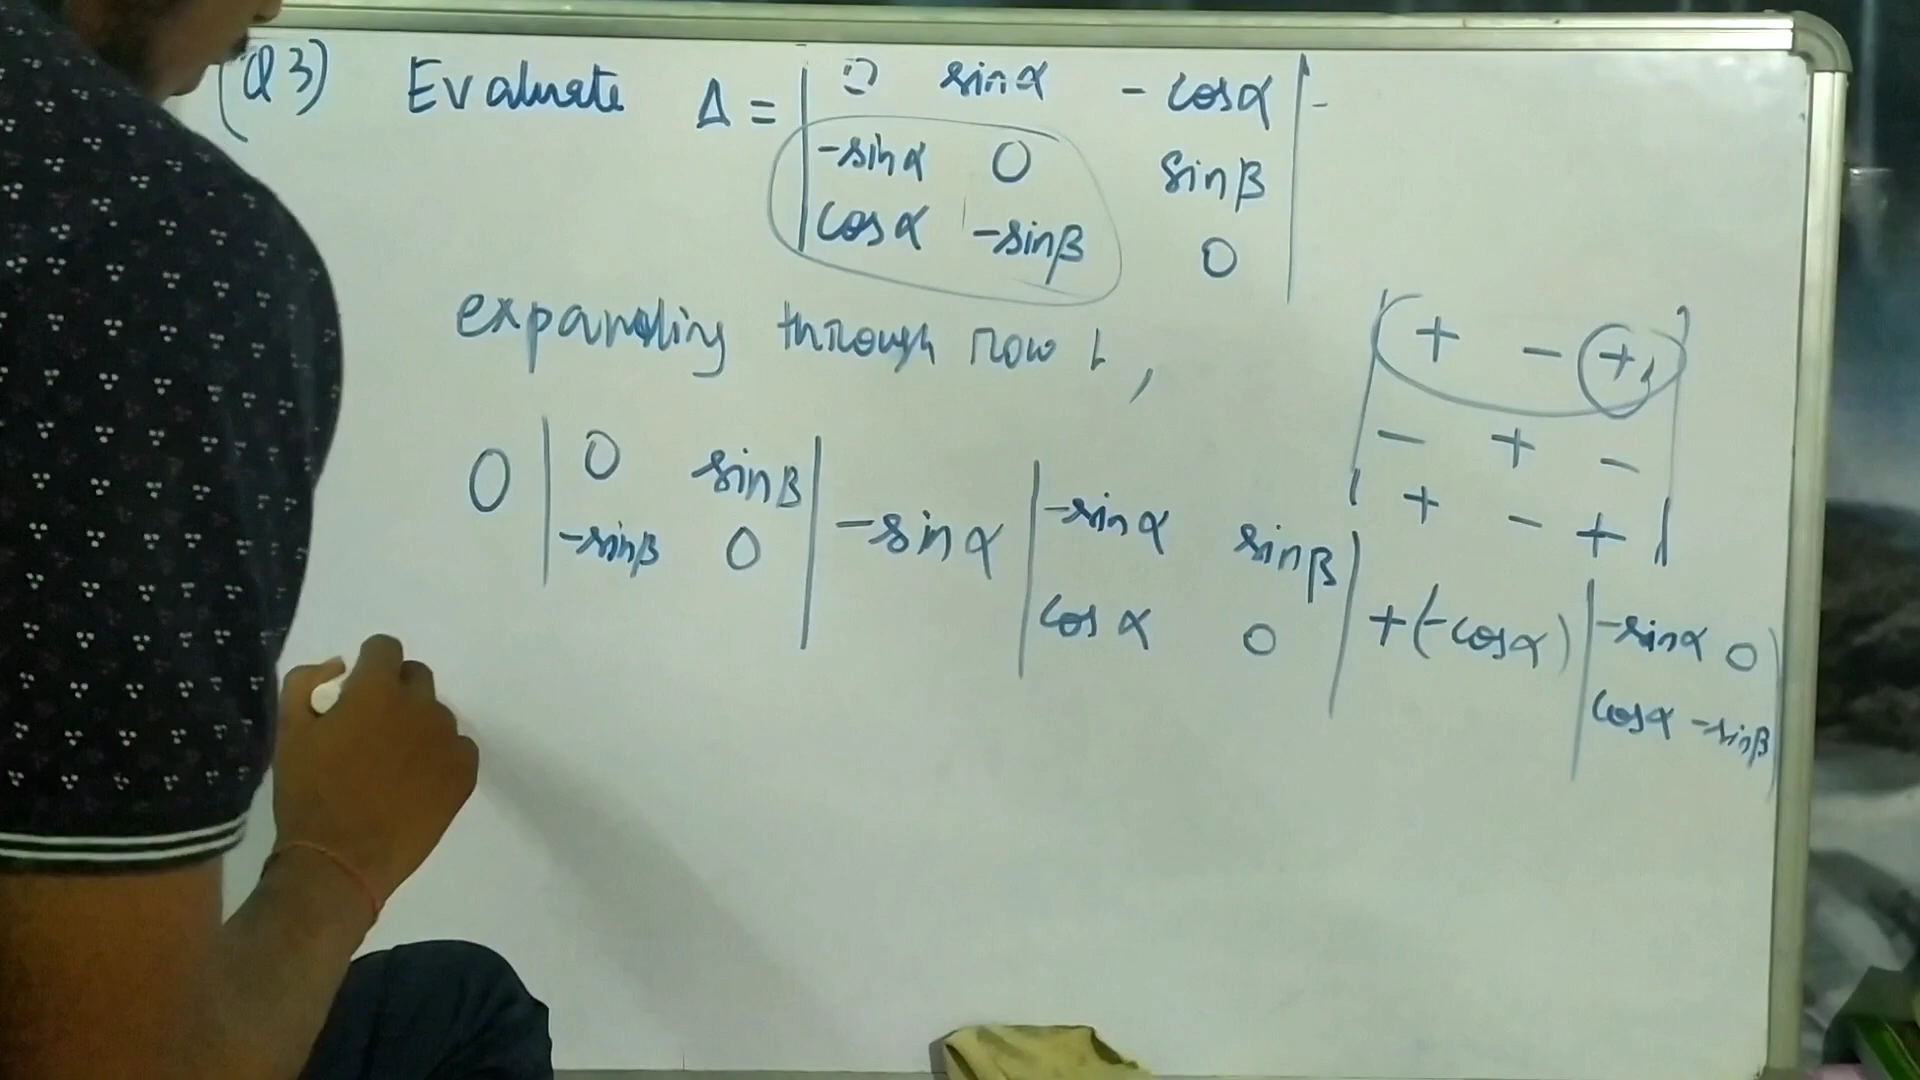 (Q3) Evaluate Δ = | 0 sinα - cosα |
| -sinα 0 sinβ |
| cosα -sinβ 0 |
expanding through row 1,
| + - + |
| - + - |
| + - + |
0 | 0 sinβ | -sinα | -sinα sinβ | + (-cosα) | -sinα 0 |
| -sinβ 0 | | cosα 0 | | cosα -sinβ |